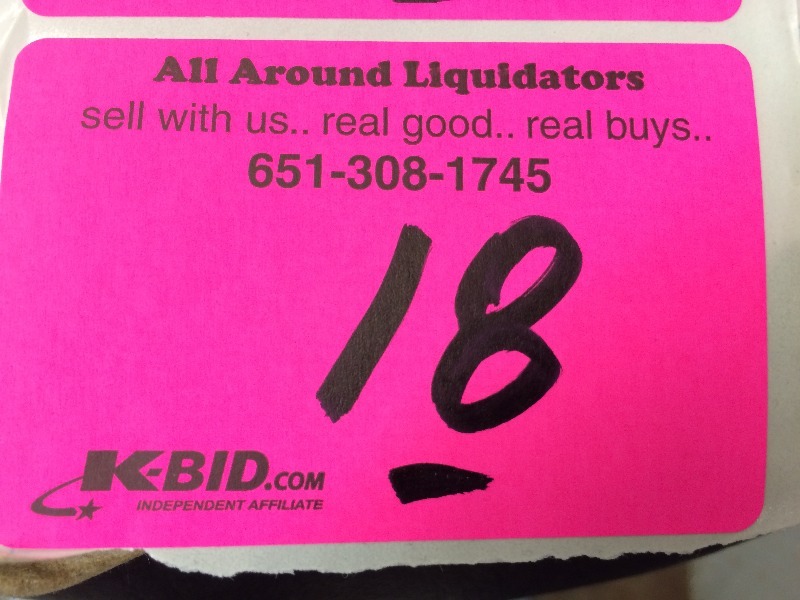 All Around Liquidators
sell with us.. real good.. real buys..
651-308-1745
18
K-BID.COM
INDEPENDENT AFFILIATE